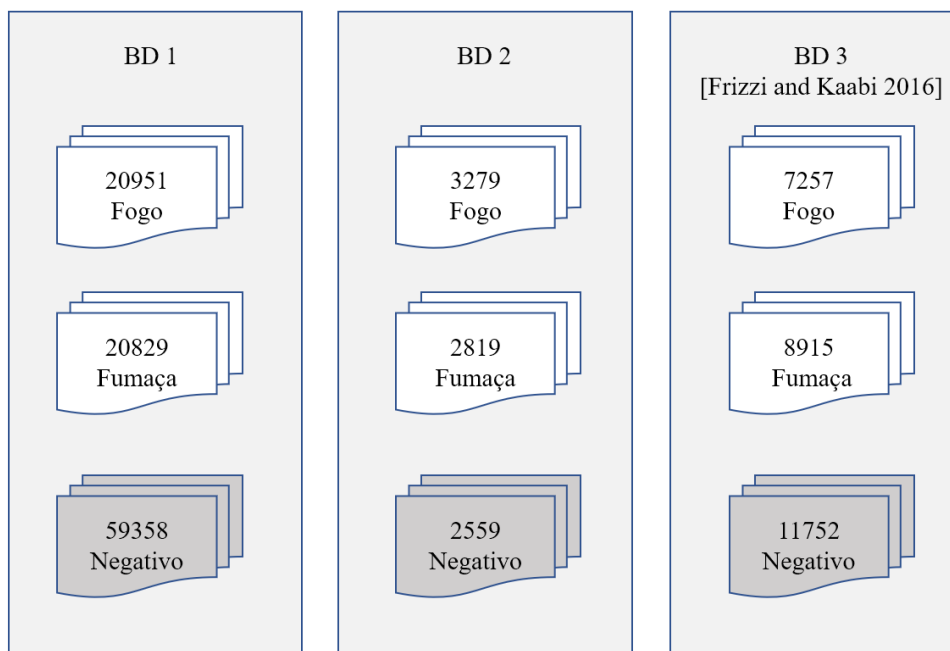 BD 1
20951
Fogo
20829
Fumaça
59358
Negativo
BD 2
3279
Fogo
2819
Fumaça
2559
Negativo
BD 3
[Frizzi and Kaabi 2016]
7257
Fogo
8915
Fumaça
11752
Negativo